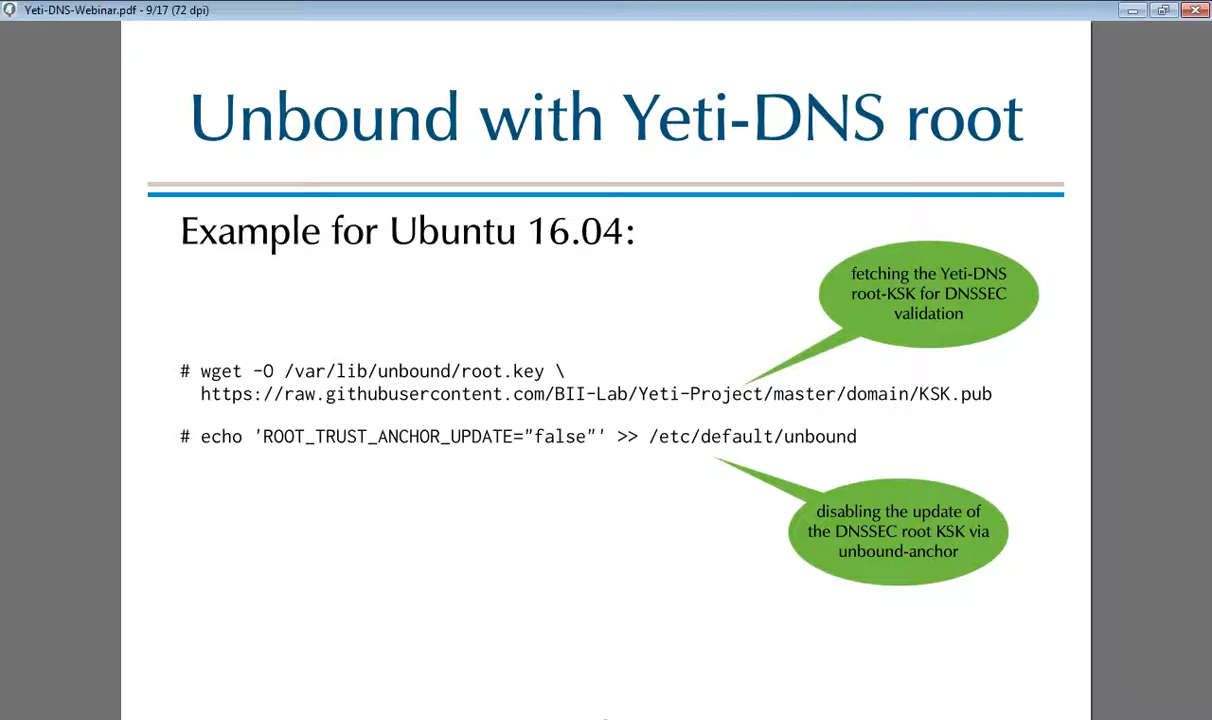 Yeti-DNS-Webinar.pdf - 9/17 (72 dpi)
Unbound with Yeti-DNS root
Example for Ubuntu 16.04:
fetching the Yeti-DNS
root-KSK for DNSSEC
validation
# wget -O /var/lib/unbound/root.key \
https://raw.githubusercontent.com/BII-Lab/Yeti-Project/master/domain/KSK.pub
# echo 'ROOT_TRUST_ANCHOR_UPDATE="false"' >> /etc/default/unbound
disabling the update of
the DNSSEC root KSK via
unbound-anchor